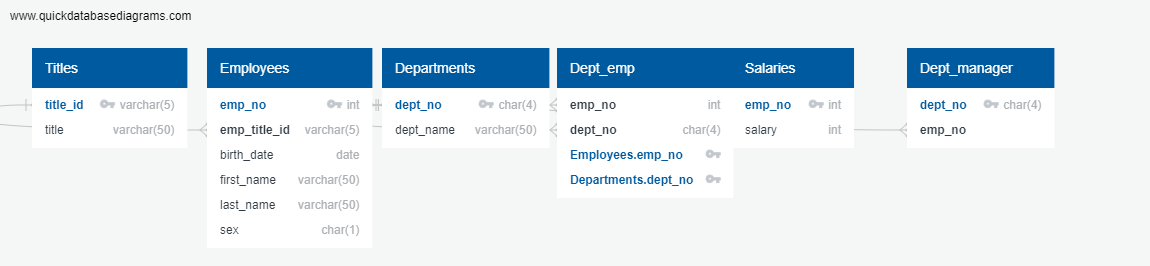 www.quickdatabasediagrams.com
Titles
title_id varchar(5)
title varchar(50)
Employees
emp_no int
emp_title_id varchar(5)
birth_date date
first_name varchar(50)
last_name varchar(50)
sex char(1)
Departments
dept_no char(4)
dept_name varchar(50)
Dept_emp
emp_no int
dept_no char(4)
Employees.emp_no
Departments.dept_no
Salaries
emp_no int
salary int
Dept_manager
dept_no char(4)
emp_no